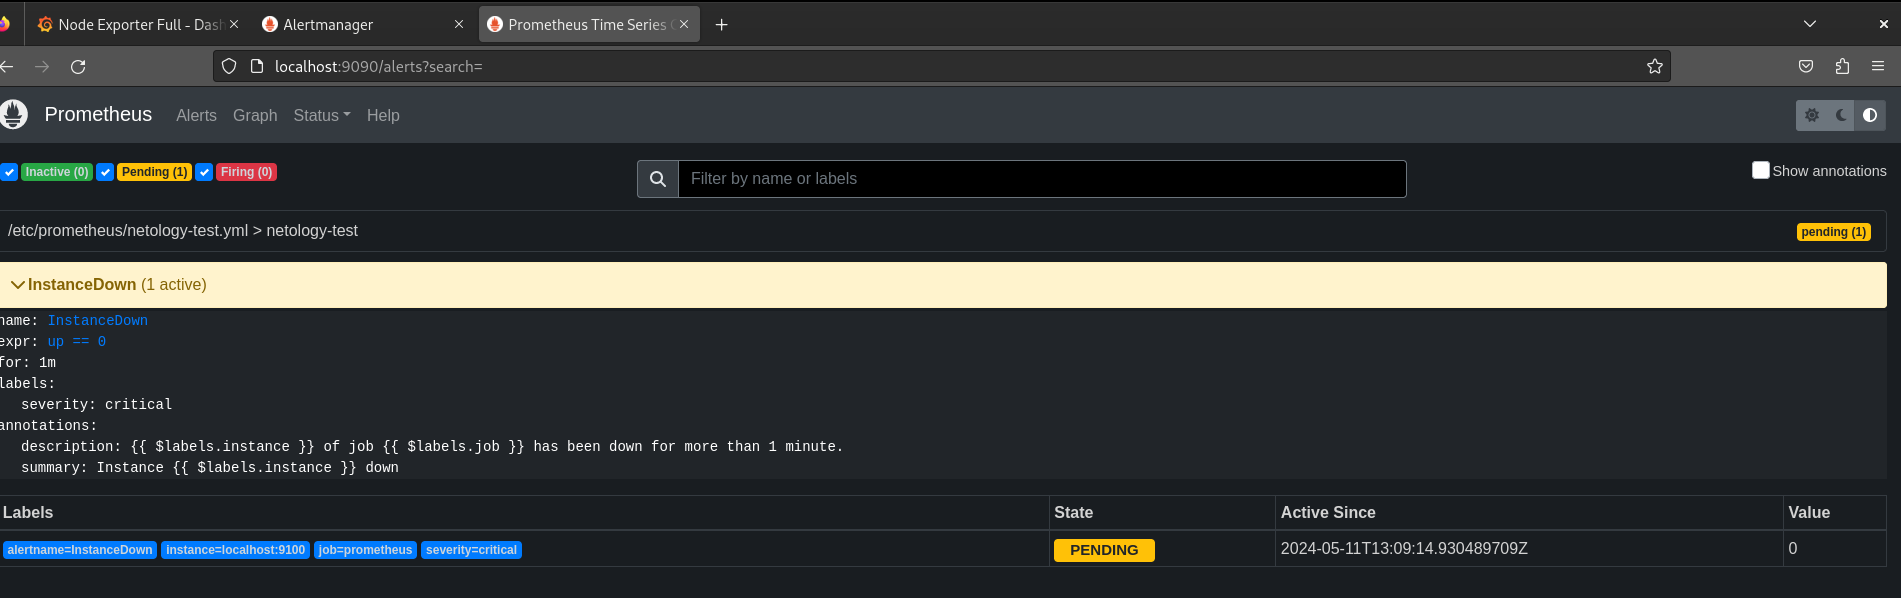 Node Exporter Full - Dash
Alertmanager
Prometheus Time Series
localhost:9090/alerts?search=
Prometheus Alerts Graph Status Help
Inactive (0) Pending (1) Firing (0)
Filter by name or labels
Show annotations
/etc/prometheus/netology-test.yml > netology-test
pending (1)
InstanceDown (1 active)
name: InstanceDown
expr: up == 0
for: 1m
labels:
severity: critical
annotations:
description: {{ $labels.instance }} of job {{ $labels.job }} has been down for more than 1 minute.
summary: Instance {{ $labels.instance }} down
Labels State Active Since Value
alertname=InstanceDown instance=localhost:9100 job=prometheus severity=critical PENDING 2024-05-11T13:09:14.930489709Z 0